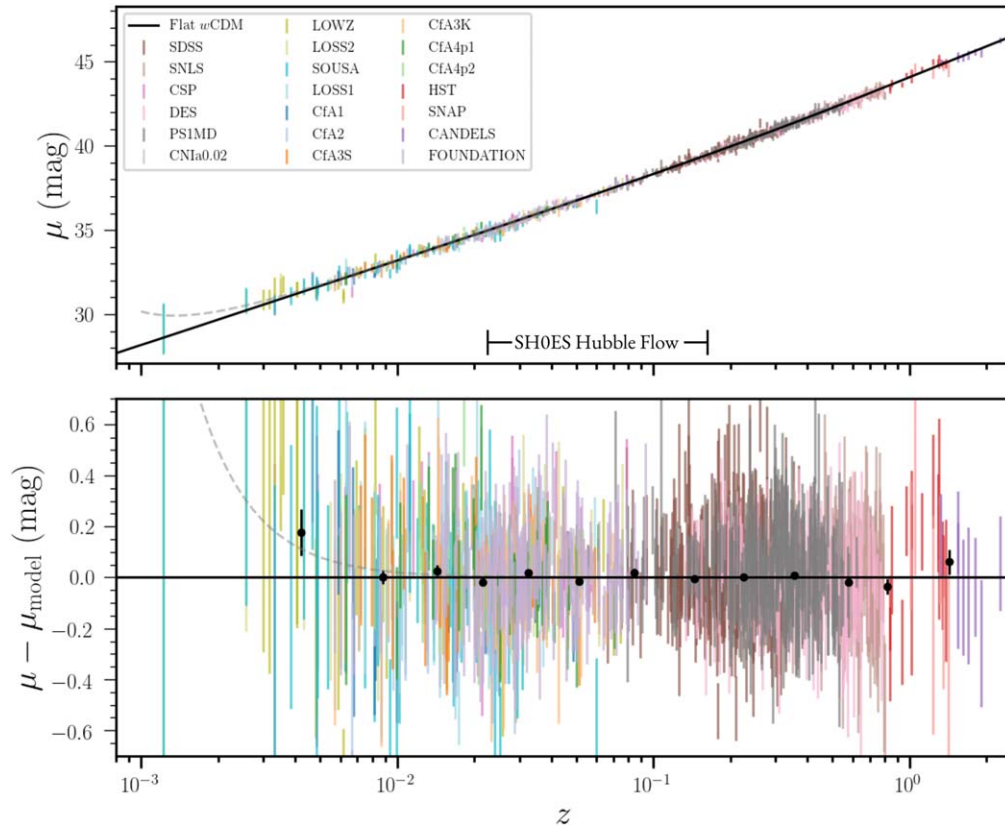 Flat wCDM
SDSS
SNLS
CSP
DES
PS1MD
CNIa0.02
LOWZ
LOSS2
SOUSA
LOSS1
CfA1
CfA2
CfA3S
CfA3K
CfA4p1
CfA4p2
HST
SNAP
CANDELS
FOUNDATION
45
40
35
30
μ (mag)
SH0ES Hubble Flow
0.6
0.4
0.2
0.0
−0.2
−0.4
−0.6
μ − μmodel (mag)
10⁻³ 10⁻² 10⁻¹ 10⁰
z